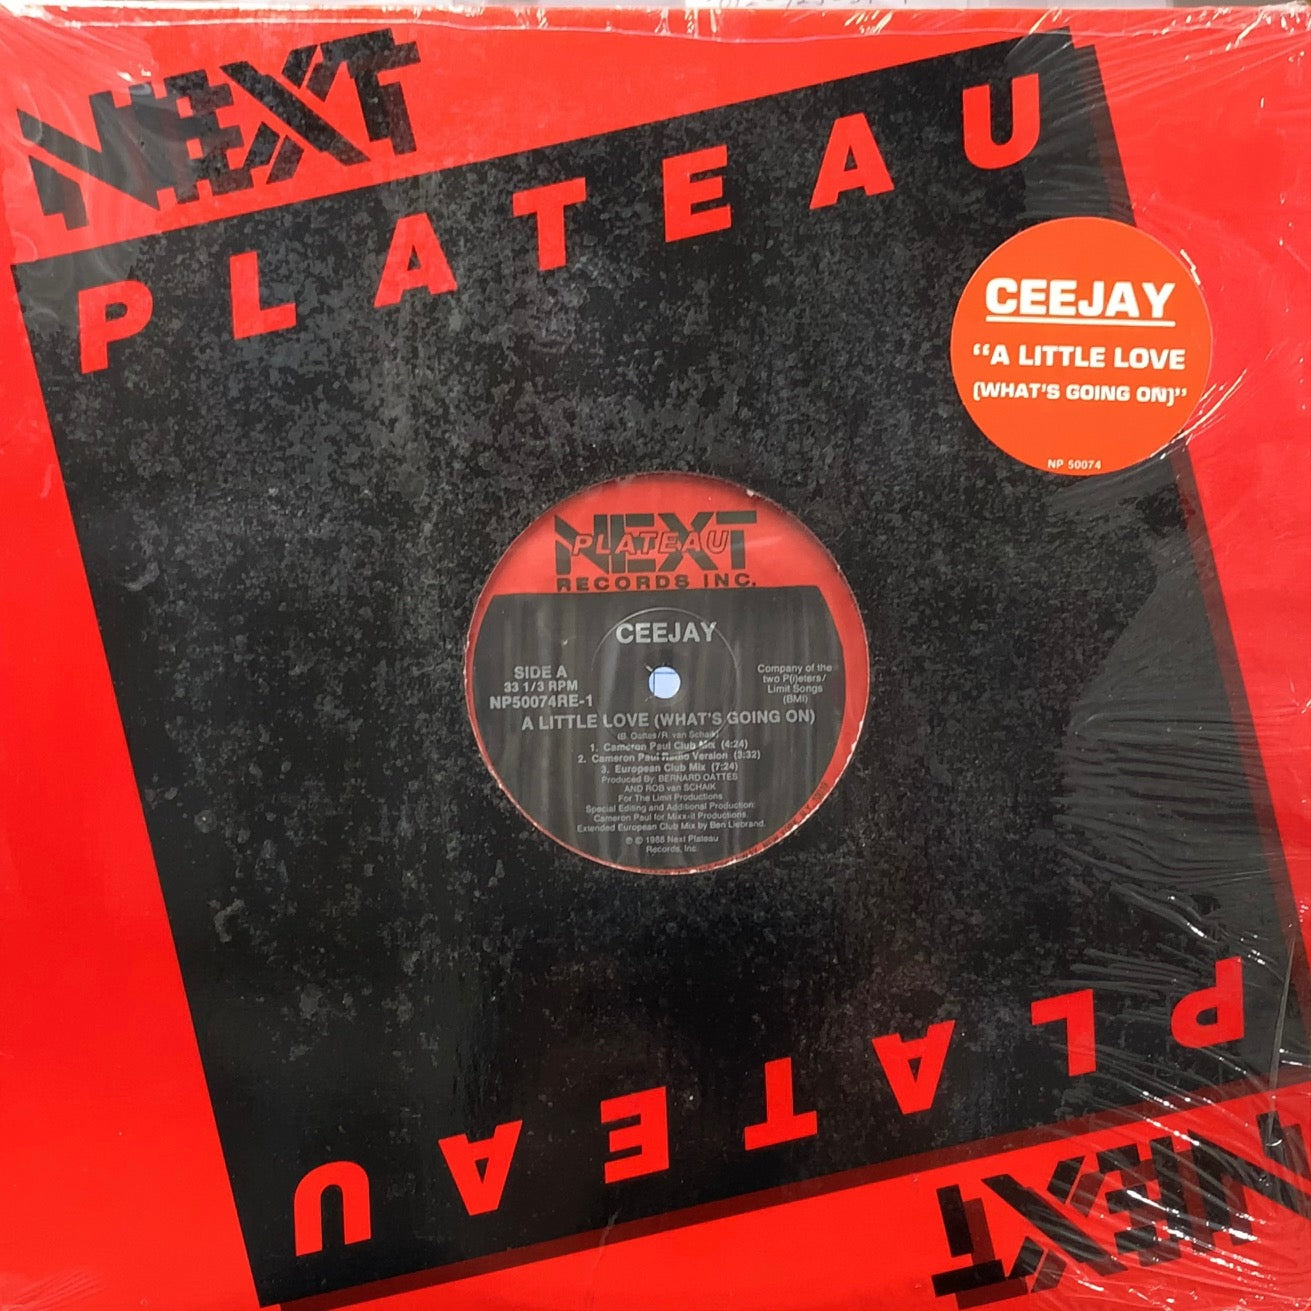 NEXT
PLATEAU
CEEJAY
“A LITTLE LOVE
(WHAT'S GOING ON)”
NP 50074
NEXT
PLATEAU
RECORDS INC.
CEEJAY
SIDE A
33 1/3 RPM
NP50074RE-1
Company of the
two P(i)eters/
Limit Songs
(BMI)
A LITTLE LOVE (WHAT'S GOING ON)
(B. Oattes/R. van Schaik)
1. Cameron Paul Club Mix (4:24)
2. Cameron Paul Radio Version (3:32)
3. European Club Mix (7:24)
Produced By: BERNARD OATTES
AND ROB van SCHAIK
For The Limit Productions
Special Editing and Additional Production:
Cameron Paul for Mixx-it Productions.
Extended European Club Mix by Ben Liebrand.
℗ © 1988 Next Plateau
Records, Inc.
PLATEAU
NEXT